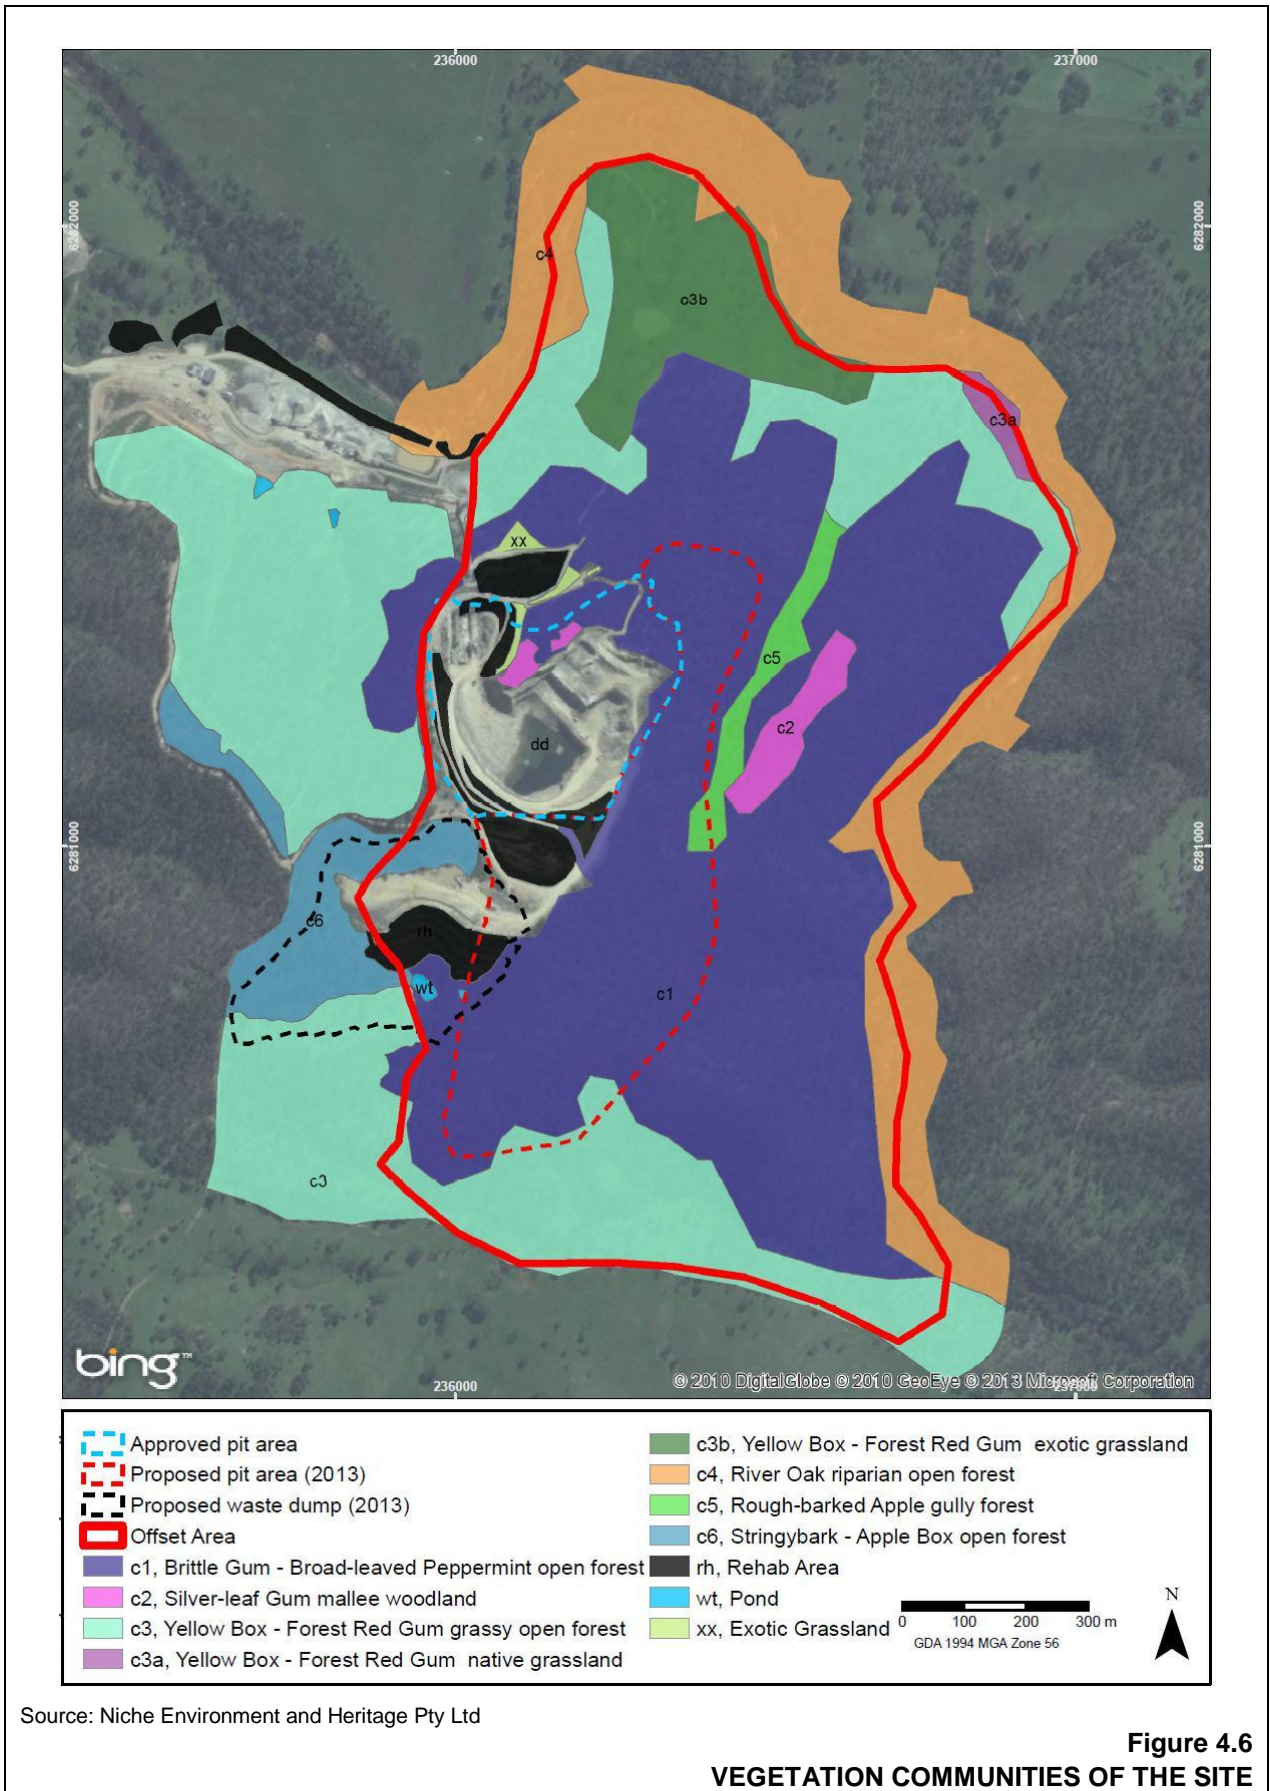 236000
237000
6282000
6282000
c4
c3b
c3a
xx
c5
c2
dd
6281000
6281000
c6
rh
wt
c1
c3
bing™
© 2010 DigitalGlobe © 2010 GeoEye © 2013 Microsoft Corporation
236000
237000
Approved pit area
Proposed pit area (2013)
Proposed waste dump (2013)
Offset Area
c1, Brittle Gum - Broad-leaved Peppermint open forest
c2, Silver-leaf Gum mallee woodland
c3, Yellow Box - Forest Red Gum grassy open forest
c3a, Yellow Box - Forest Red Gum native grassland
c3b, Yellow Box - Forest Red Gum exotic grassland
c4, River Oak riparian open forest
c5, Rough-barked Apple gully forest
c6, Stringybark - Apple Box open forest
rh, Rehab Area
wt, Pond
xx, Exotic Grassland
0 100 200 300 m
GDA 1994 MGA Zone 56
N
Source: Niche Environment and Heritage Pty Ltd
Figure 4.6
VEGETATION COMMUNITIES OF THE SITE